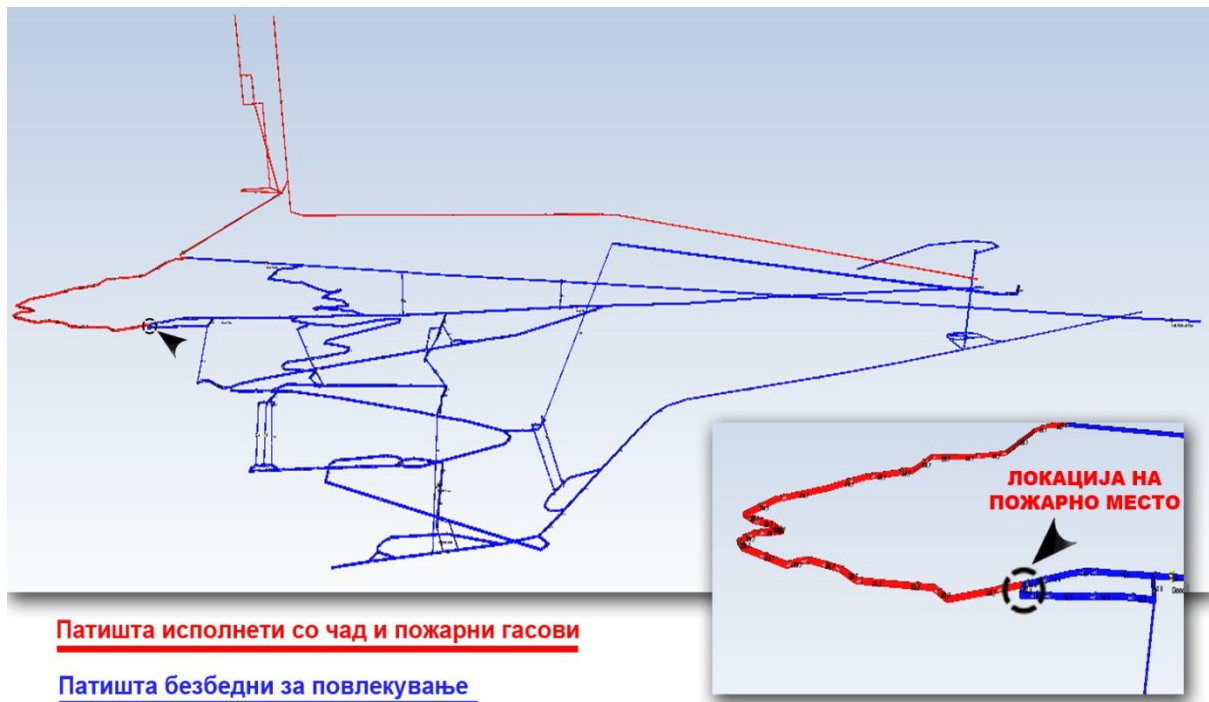 ЛОКАЦИЈА НА
ПОЖАРНО МЕСТО
Патишта исполнети со чад и пожарни гасови
Патишта безбедни за повлекување